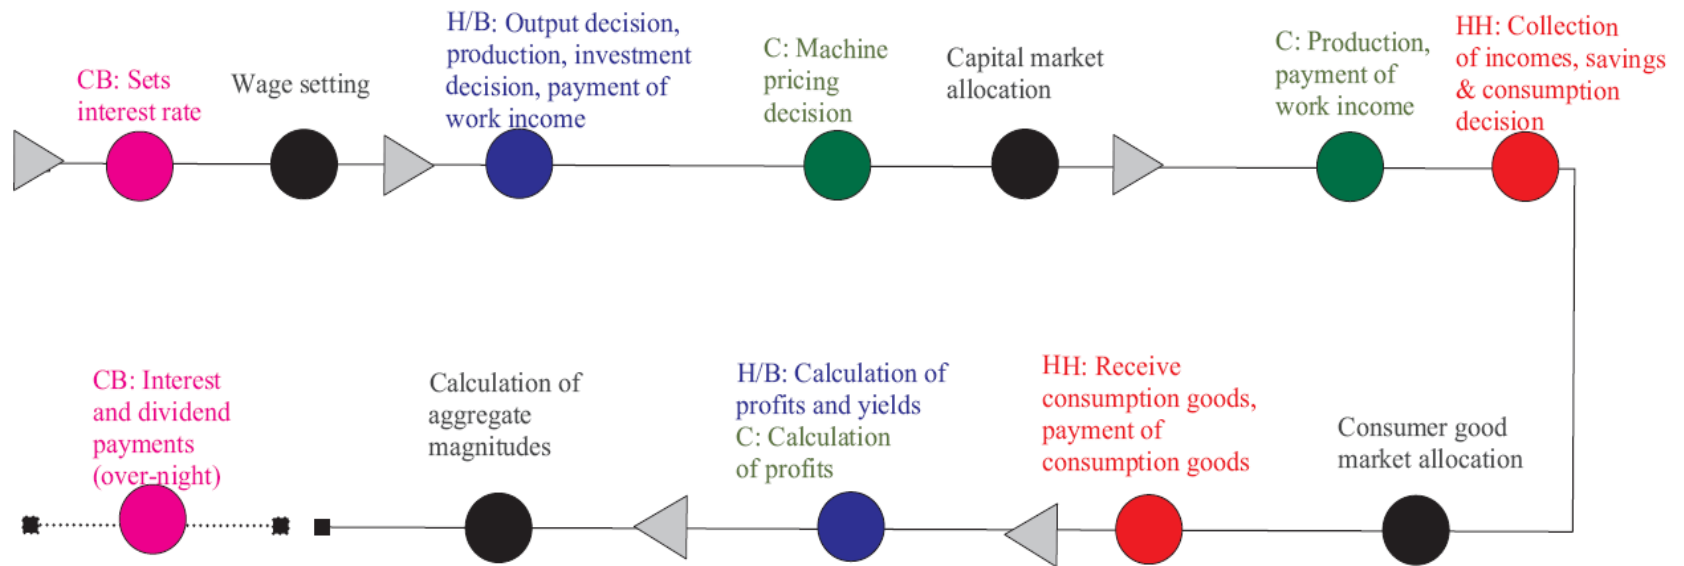 CB: Sets
interest rate
Wage setting
H/B: Output decision,
production, investment
decision, payment of
work income
C: Machine
pricing
decision
Capital market
allocation
C: Production,
payment of
work income
HH: Collection
of incomes, savings
& consumption
decision
CB: Interest
and dividend
payments
(over-night)
Calculation of
aggregate
magnitudes
H/B: Calculation of
profits and yields
C: Calculation
of profits
HH: Receive
consumption goods,
payment of
consumption goods
Consumer good
market allocation